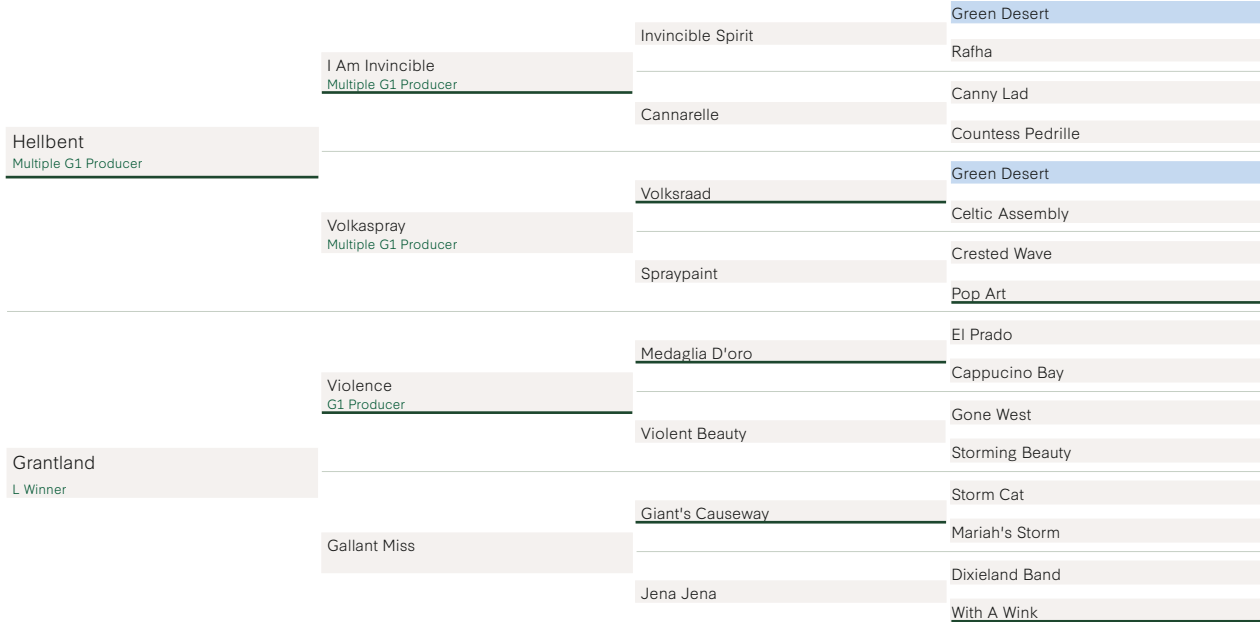 Hellbent
Multiple G1 Producer
Grantland
L Winner
I Am Invincible
Multiple G1 Producer
Volkaspray
Multiple G1 Producer
Violence
G1 Producer
Gallant Miss
Invincible Spirit
Cannarelle
Volksraad
Spraypaint
Medaglia D'oro
Violent Beauty
Giant's Causeway
Jena Jena
Green Desert
Rafha
Canny Lad
Countess Pedrille
Green Desert
Celtic Assembly
Crested Wave
Pop Art
El Prado
Cappucino Bay
Gone West
Storming Beauty
Storm Cat
Mariah's Storm
Dixieland Band
With A Wink